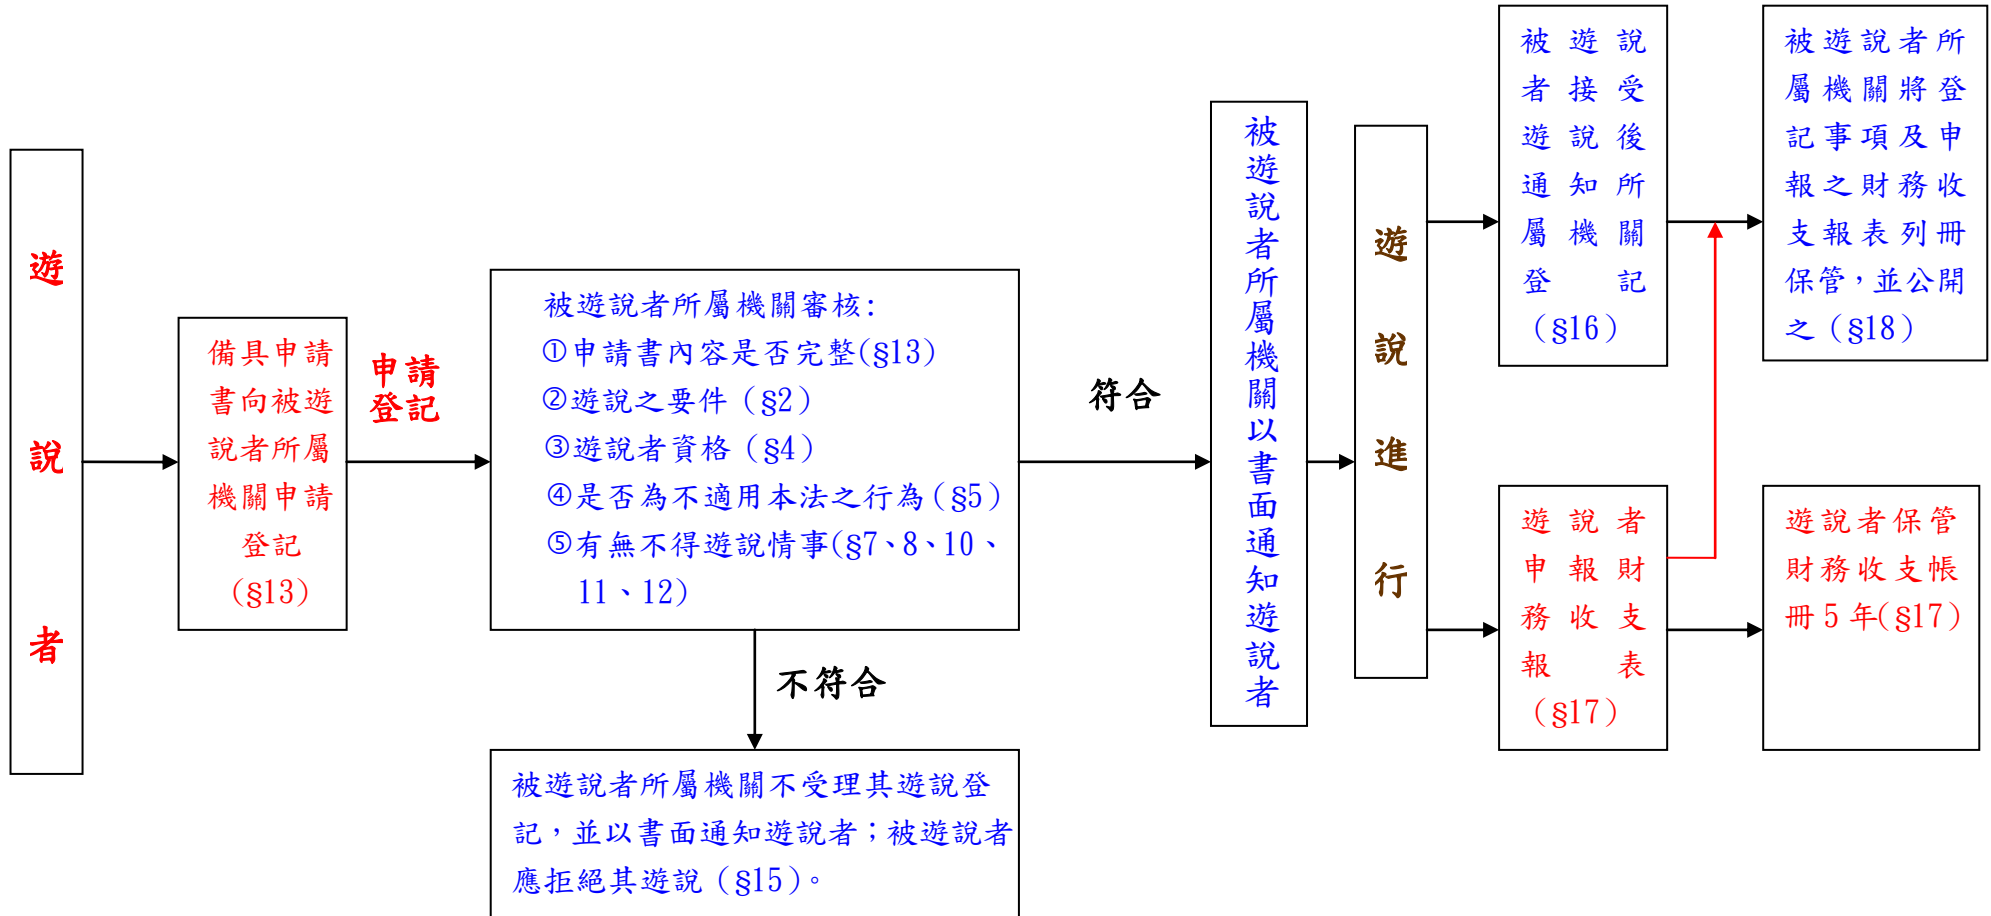 遊說者
備具申請
書向被遊
說者所屬
機關申請
登記
(§13)
申請
登記
被遊說者所屬機關審核:
①申請書內容是否完整(§13)
②遊說之要件（§2）
③遊說者資格（§4）
④是否為不適用本法之行為(§5)
⑤有無不得遊說情事(§7、8、10、
11、12)
不符合
被遊說者所屬機關不受理其遊說登
記，並以書面通知遊說者；被遊說者
應拒絕其遊說（§15）。
符合
被遊說者所屬機關以書面通知遊說者
遊說進行
被遊說
者接受
遊說後
通知所
屬機關
登記
（§16）
被遊說者所
屬機關將登
記事項及申
報之財務收
支報表列冊
保管，並公開
之（§18）
遊說者
申報財
務收支
報表
（§17）
遊說者保管
財務收支帳
冊5年(§17)